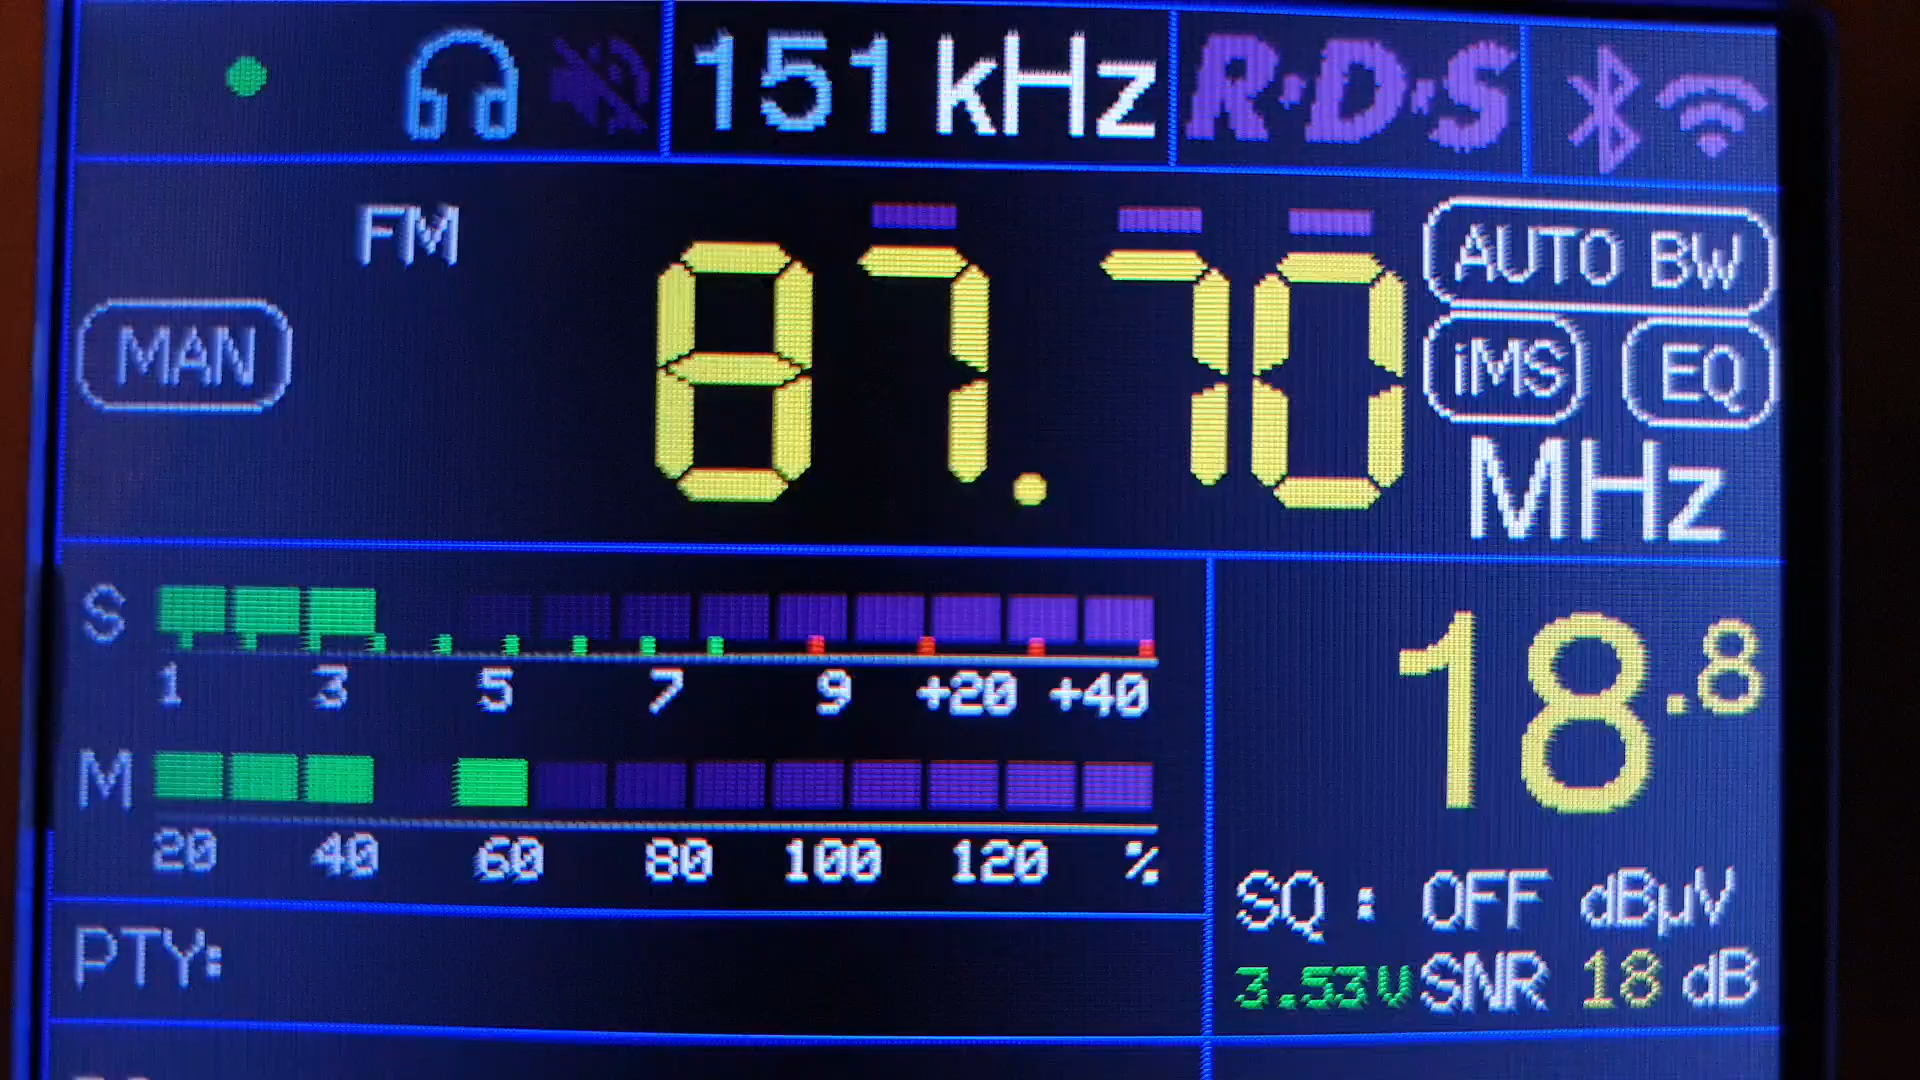 151 kHz R·D·S
FM
87.70
AUTO BW
MAN
iMS EQ
MHz
S
1 3 5 7 9 +20 +40
18.8
M
20 40 60 80 100 120 %
SQ : OFF dBµV
PTY:
3.53V SNR 18 dB